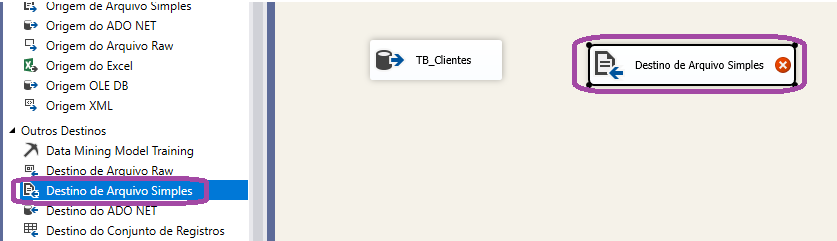 Origem de Arquivo Simples
Origem do ADO NET
Origem do Arquivo Raw
Origem do Excel
Origem OLE DB
Origem XML
Outros Destinos
Data Mining Model Training
Destino de Arquivo Raw
Destino de Arquivo Simples
Destino do ADO NET
Destino do Conjunto de Registros
TB_Clientes
Destino de Arquivo Simples